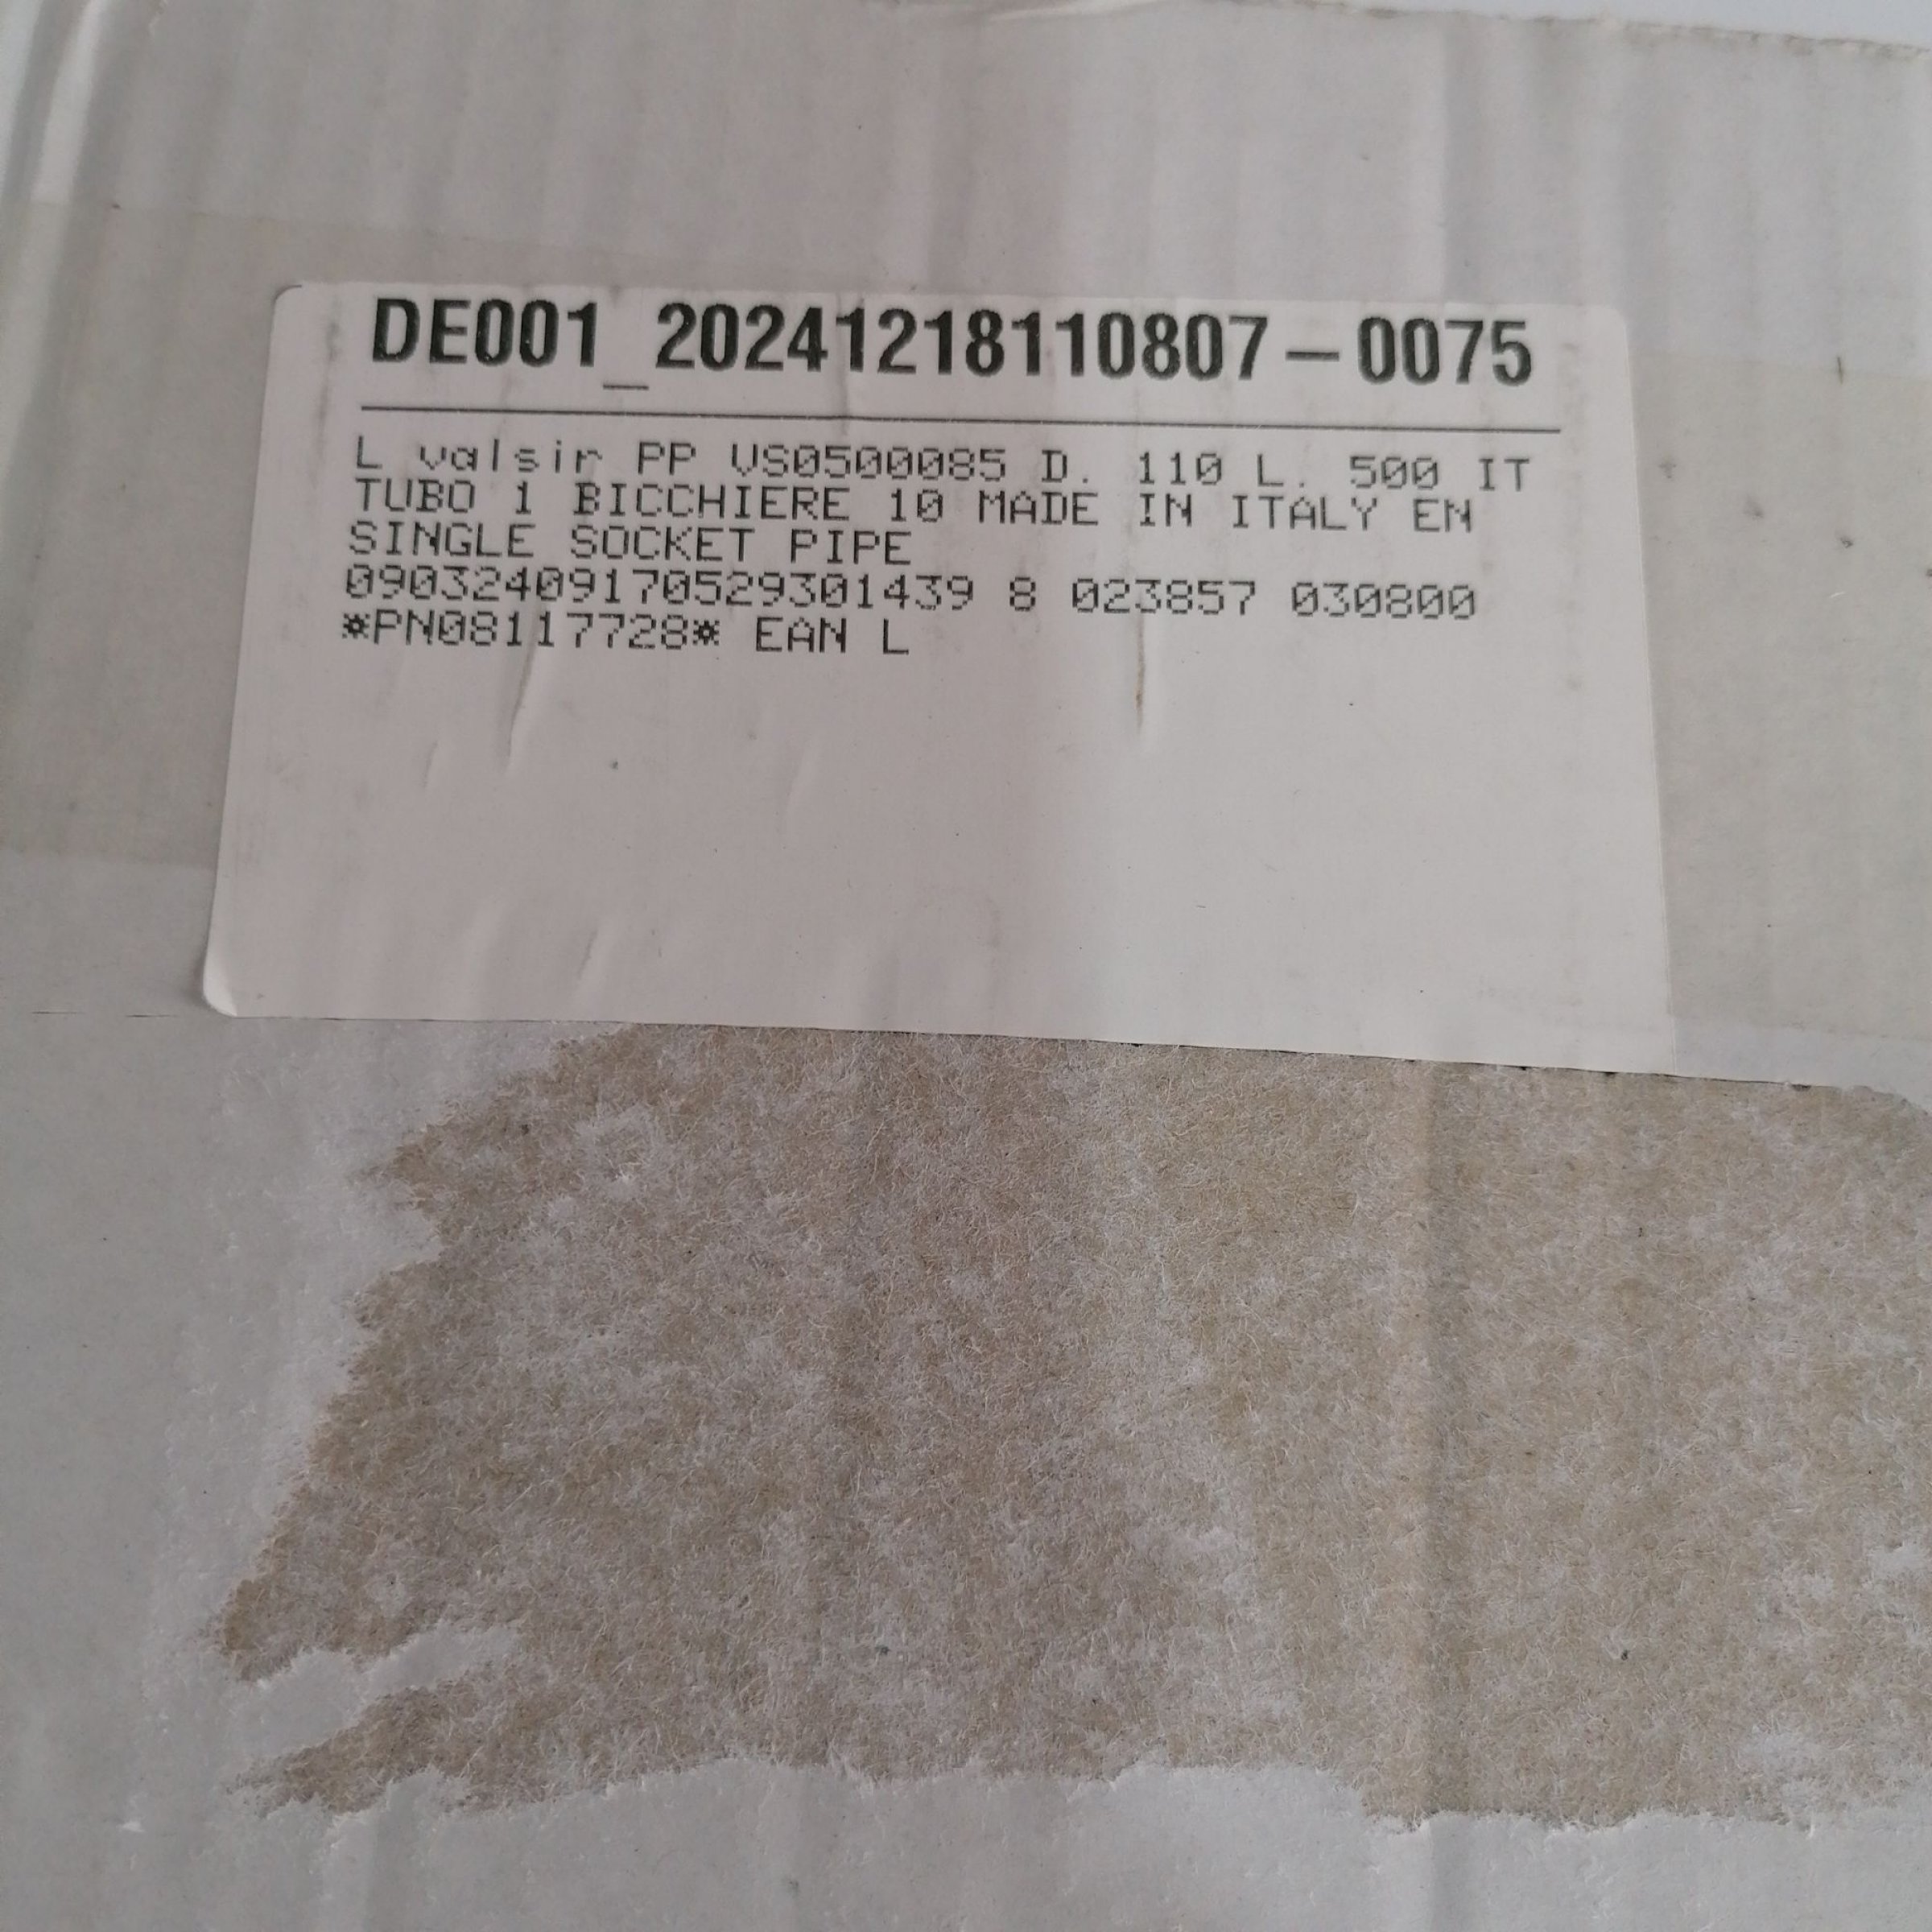 DE001_20241218110807-0075
L valsir PP VS0500085 D. 110 L. 500 IT
TUBO 1 BICCHIERE 10 MADE IN ITALY EN
SINGLE SOCKET PIPE
09032409170529301439 8 023857 030800
*PN08117728* EAN L